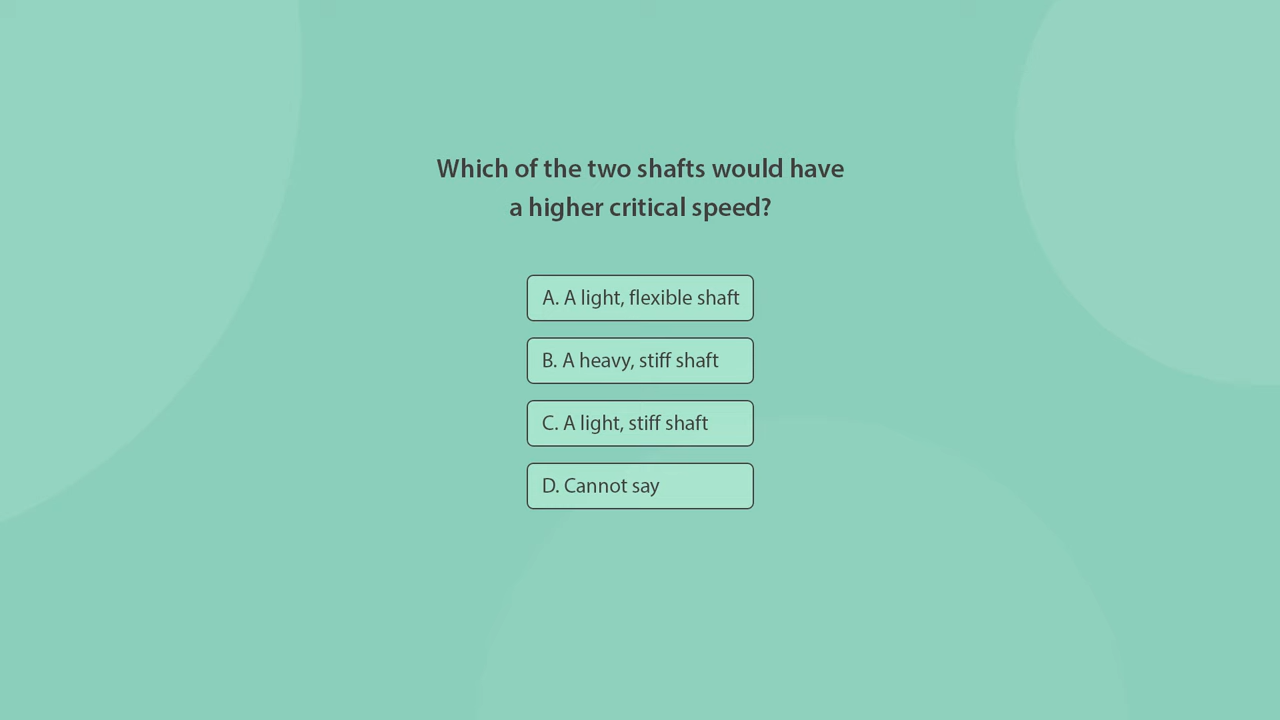 Which of the two shafts would have
a higher critical speed?
A. A light, flexible shaft
B. A heavy, stiff shaft
C. A light, stiff shaft
D. Cannot say